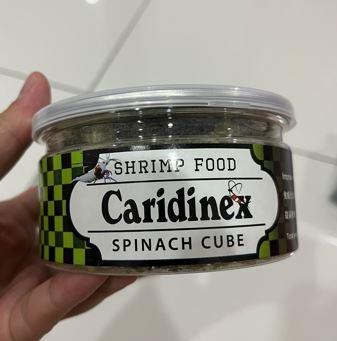 SHRIMP FOOD
Caridinex
SPINACH CUBE